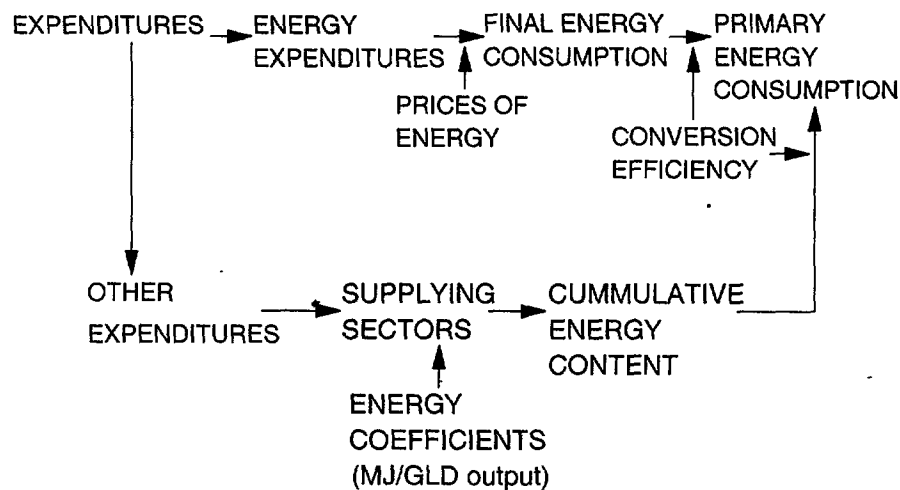 EXPENDITURES
ENERGY
EXPENDITURES
FINAL ENERGY
CONSUMPTION
PRIMARY
ENERGY
CONSUMPTION
PRICES OF
ENERGY
CONVERSION
EFFICIENCY
OTHER
EXPENDITURES
SUPPLYING
SECTORS
CUMMULATIVE
ENERGY
CONTENT
ENERGY
COEFFICIENTS
(MJ/GLD output)